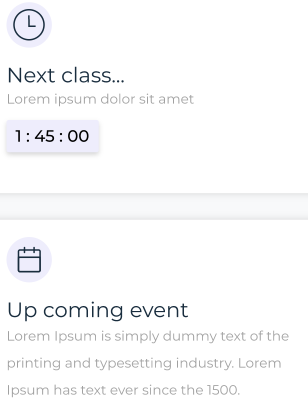 Next class...
Lorem ipsum dolor sit amet
1 : 45 : 00
Up coming event
Lorem Ipsum is simply dummy text of the
printing and typesetting industry. Lorem
Ipsum has text ever since the 1500.